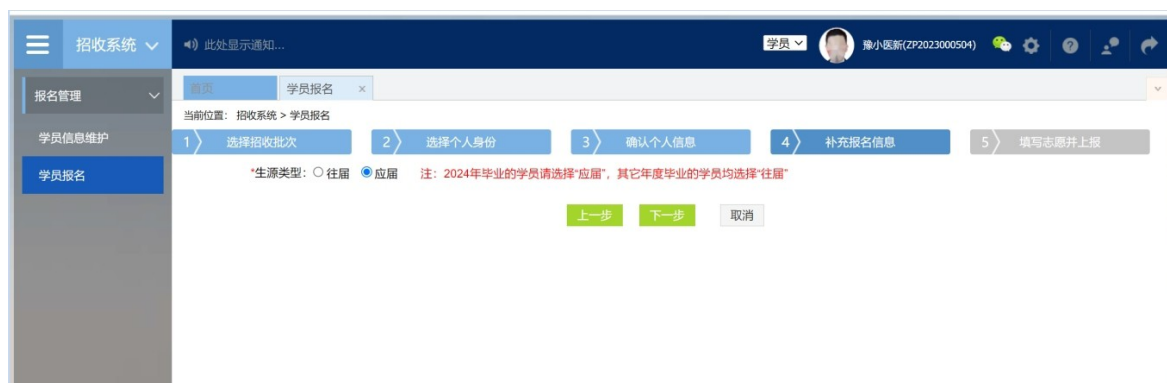 招收系统
此处显示通知...
学员
豫小医新(ZP2023000504)
报名管理
学员信息维护
学员报名
首页
学员报名 ×
当前位置： 招收系统 > 学员报名
1 选择招收批次
2 选择个人身份
3 确认个人信息
4 补充报名信息
5 填写志愿并上报
*生源类型： 往届 应届 注：2024年毕业的学员请选择“应届”，其它年度毕业的学员均选择“往届”
上一步 下一步 取消